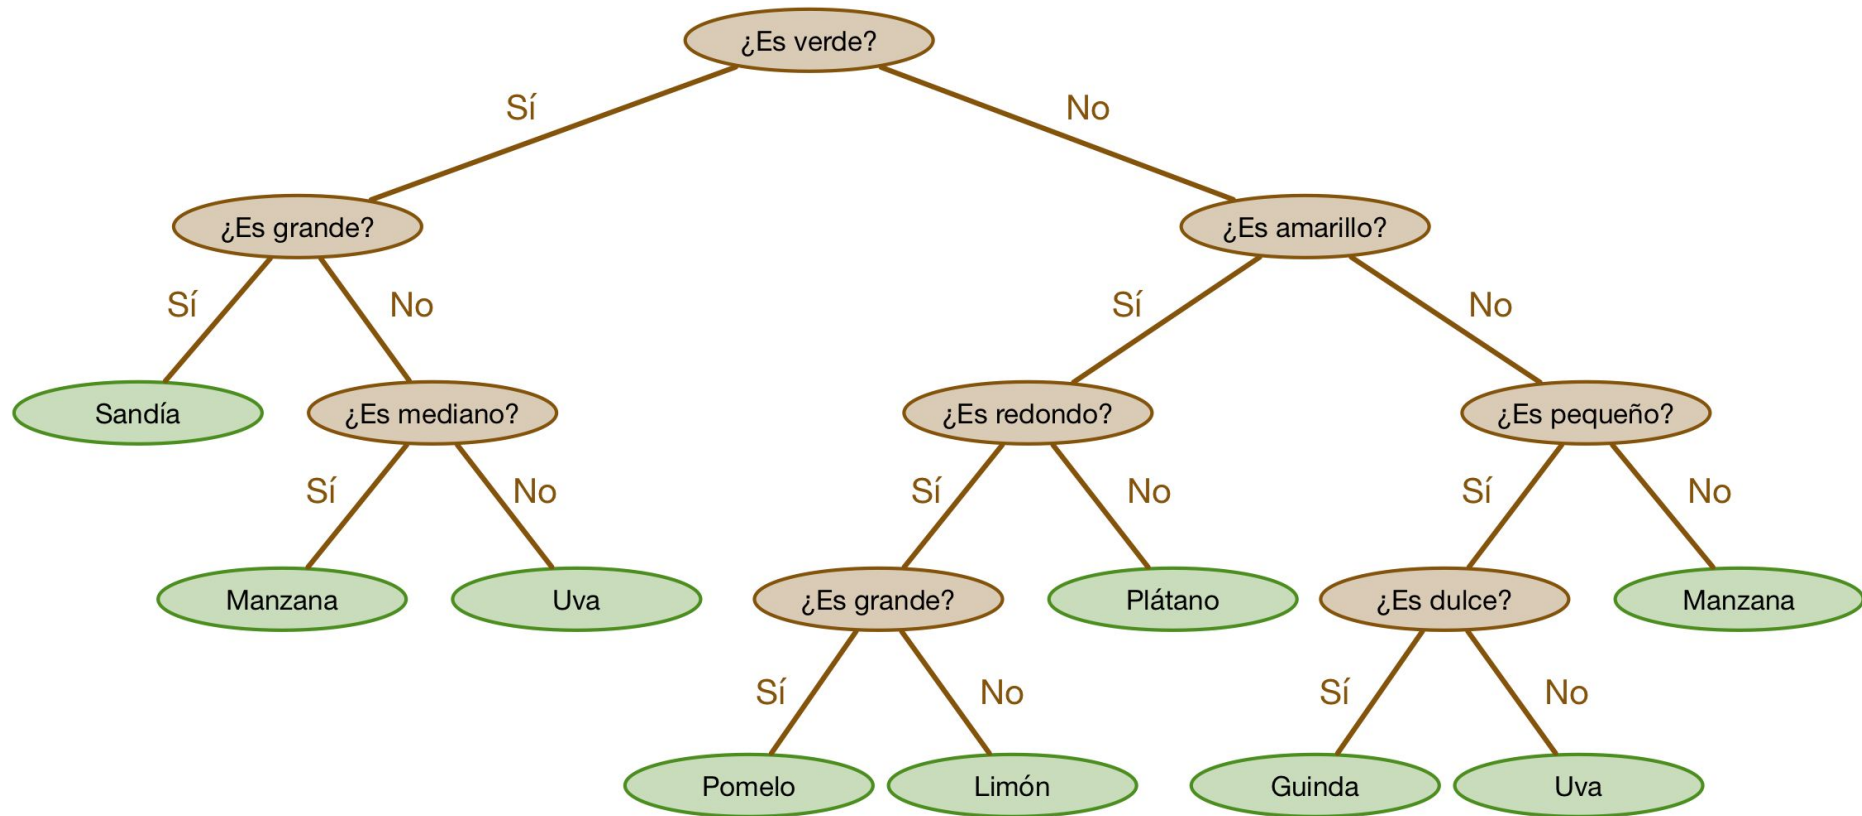 ¿Es verde?
Sí
No
¿Es grande?
¿Es amarillo?
Sí
No
Sí
No
Sandía
¿Es mediano?
¿Es redondo?
¿Es pequeño?
Sí
No
Sí
No
Sí
No
Manzana
Uva
¿Es grande?
Plátano
¿Es dulce?
Manzana
Sí
No
Sí
No
Pomelo
Limón
Guinda
Uva